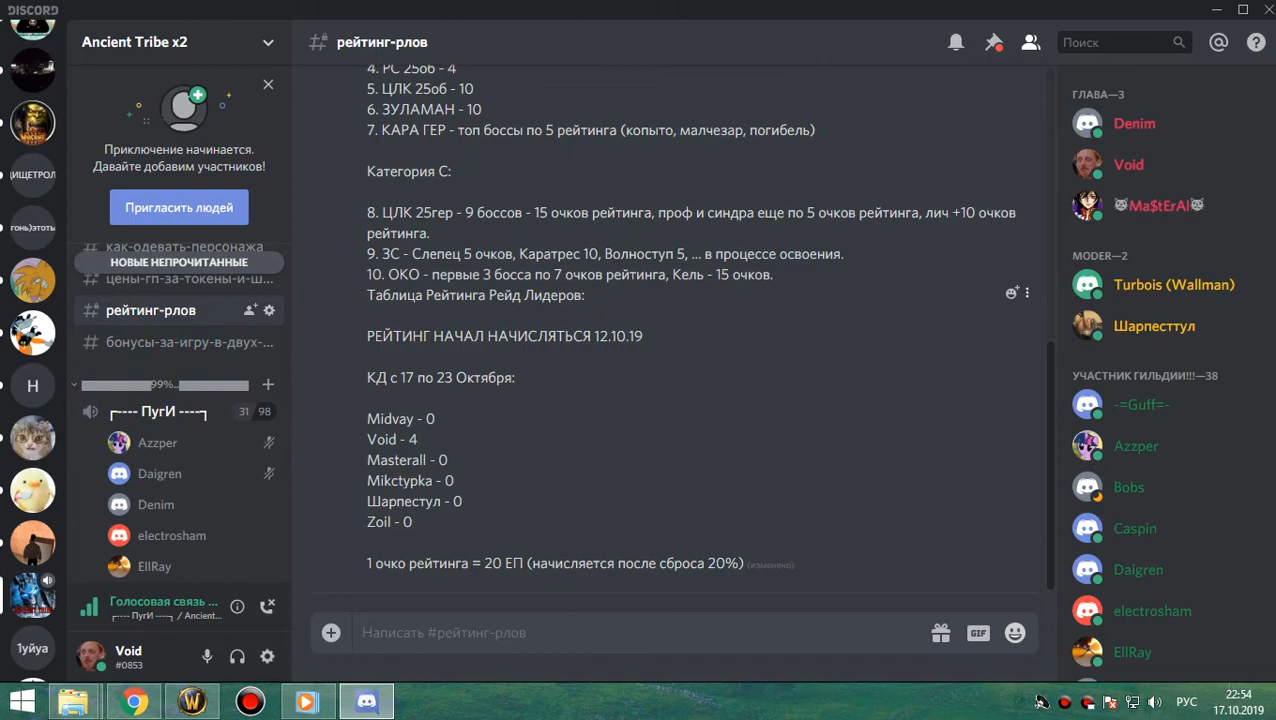 DISCORD
Ancient Tribe x2
Приключение начинается.
Давайте добавим участников!
Пригласить людей
как-одевать-персонажа
НОВЫЕ НЕПРОЧИТАННЫЕ
цены-гп-за-токены-и-ш...
рейтинг-рлов
бонусы-за-игру-в-двух-...
99%..
┏---- ПугИ ----┓
31 98
Azzper
Daigren
Denim
electrosham
EllRay
Голосовая связь ...
┏---- ПугИ ----┓ / Ancient...
Void
#0853
ИЩЕТРОЛ
гонь)этоть
Н
1уйуа
рейтинг-рлов
Поиск
4. РС 25об - 4
5. ЦЛК 25об - 10
6. ЗУЛАМАН - 10
7. КАРА ГЕР - топ боссы по 5 рейтинга (копыто, малчезар, погибель)
Категория С:
8. ЦЛК 25гер - 9 боссов - 15 очков рейтинга, проф и синдра еще по 5 очков рейтинга, лич +10 очков
рейтинга.
9. ЗС - Слепец 5 очков, Каратрес 10, Волноступ 5, ... в процессе освоения.
10. ОКО - первые 3 босса по 7 очков рейтинга, Кель - 15 очков.
Таблица Рейтинга Рейд Лидеров:
РЕЙТИНГ НАЧАЛ НАЧИСЛЯТЬСЯ 12.10.19
КД с 17 по 23 Октября:
Midvay - 0
Void - 4
Masterall - 0
Mikctypka - 0
Шарпестул - 0
Zoil - 0
1 очко рейтинга = 20 ЕП (начисляется после сброса 20%) (изменено)
Написать #рейтинг-рлов
GIF
ГЛАВА—3
Denim
Void
🐺Ma$tErAl🐺
MODER—2
Turbois (Wallman)
Шарпесттул
УЧАСТНИК ГИЛЬДИИ!!!—38
-=Guff=-
Azzper
Bobs
Caspin
Daigren
electrosham
EllRay
РУС
22:54
17.10.2019